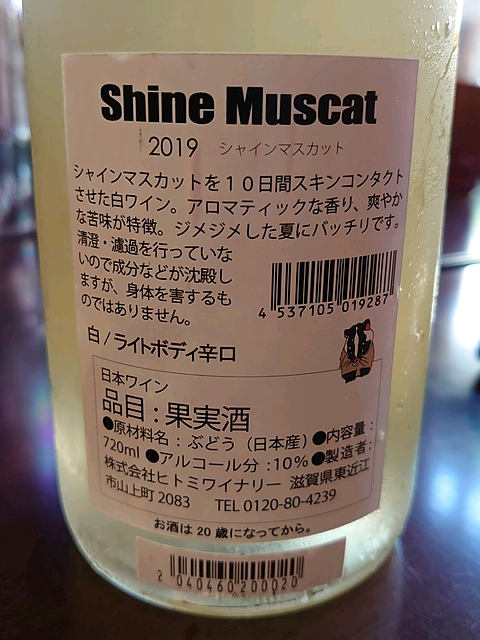 Shine Muscat
2019 シャインマスカット
シャインマスカットを10日間スキンコンタクト
させた白ワイン。アロマティックな香り、爽やか
な苦味が特徴。ジメジメした夏にバッチリです。
清澄・濾過を行っていな
いので成分などが沈殿し
ますが、身体を害するも
のではありません。
4 537105 019287
白/ライトボディ辛口
日本ワイン
品目:果実酒
●原材料名:ぶどう(日本産)●内容量:
720ml ●アルコール分:10%●製造者:
株式会社ヒトミワイナリー 滋賀県東近江
市山上町2083 TEL 0120-80-4239
お酒は20歳になってから。
2 040460 200020